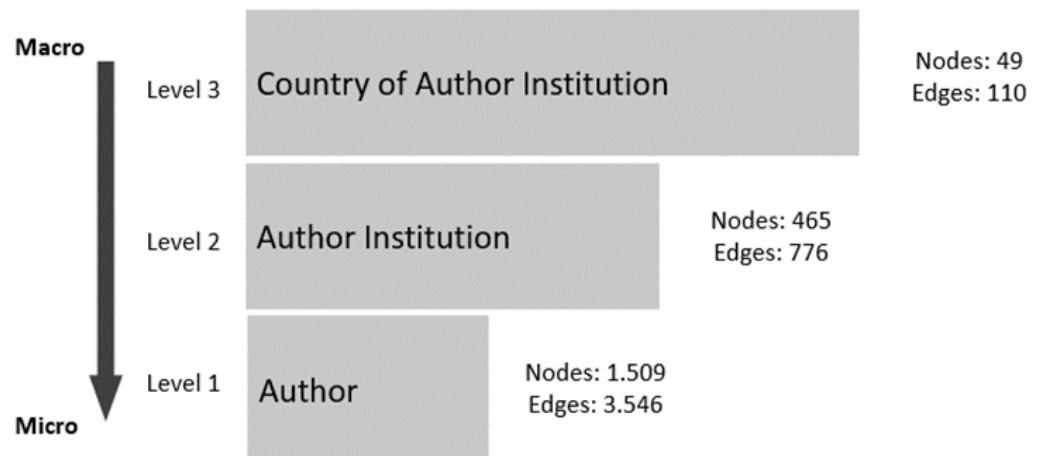 Macro
Level 3
Country of Author Institution
Nodes: 49
Edges: 110
Level 2
Author Institution
Nodes: 465
Edges: 776
Level 1
Author
Nodes: 1.509
Edges: 3.546
Micro